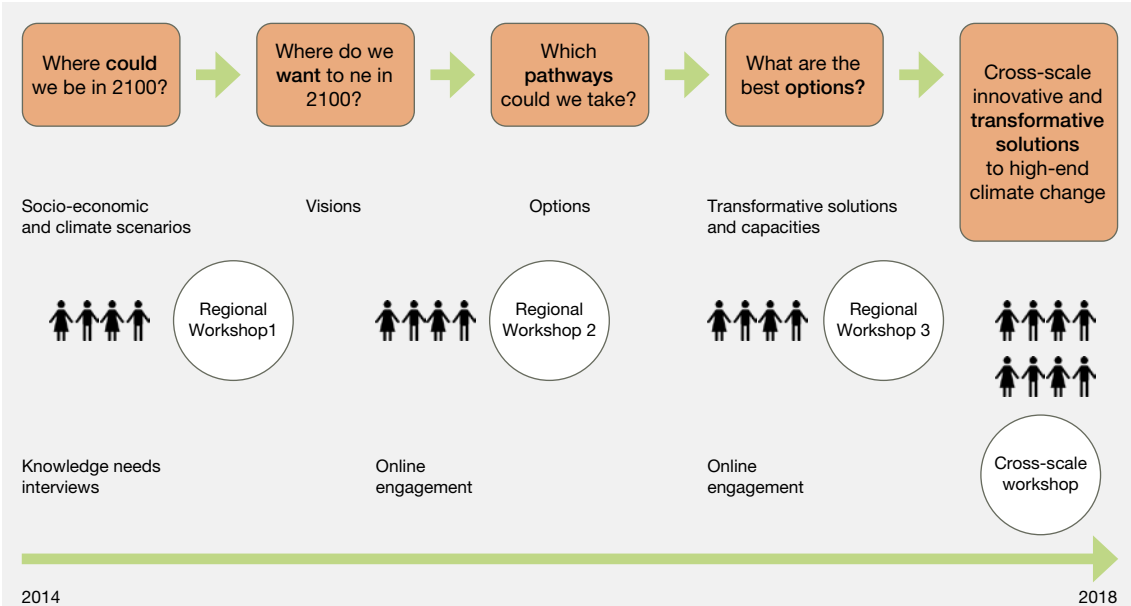 Where could
we be in 2100?
Where do we
want to ne in
2100?
Which
pathways
could we take?
What are the
best options?
Cross-scale
innovative and
transformative
solutions
to high-end
climate change
Socio-economic
and climate scenarios
Visions
Options
Transformative solutions
and capacities
Regional
Workshop1
Regional
Workshop 2
Regional
Workshop 3
Knowledge needs
interviews
Online
engagement
Online
engagement
Cross-scale
workshop
2014
2018